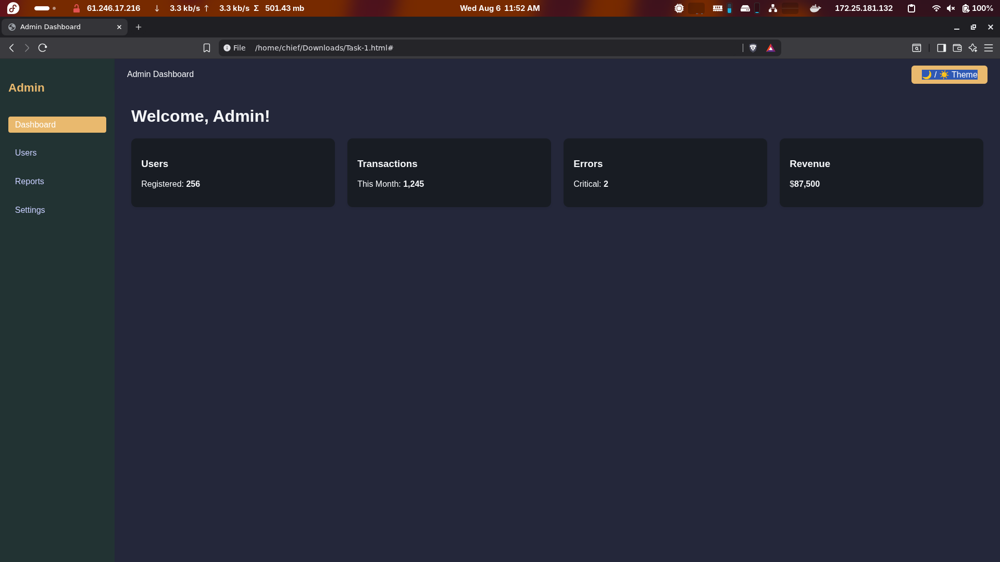 61.246.17.216 ↓ 3.3 kb/s ↑ 3.3 kb/s Σ 501.43 mb
Wed Aug 6 11:52 AM
172.25.181.132
100%
Admin Dashboard
File /home/chief/Downloads/Task-1.html#
Admin
Dashboard
Users
Reports
Settings
Admin Dashboard
🌙 / ☀️ Theme
Welcome, Admin!
Users
Registered: 256
Transactions
This Month: 1,245
Errors
Critical: 2
Revenue
$87,500